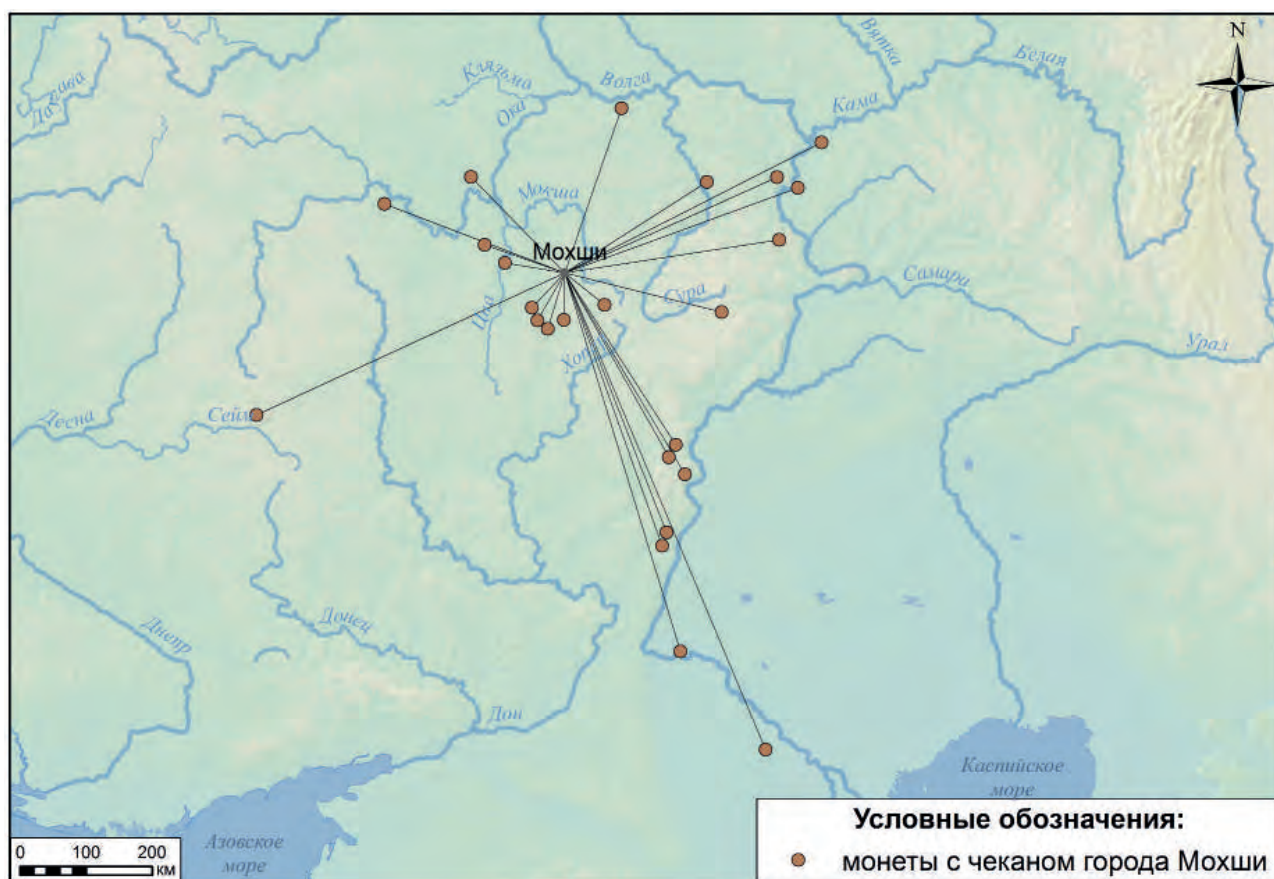 N
Вятка
Белая
Клязьма
Волга
Даугава
Ока
Кама
Мокша
Мохши
Самара
Сура
Цна
Хопер
Урал
Десна
Сейм
Днепр
Донец
Дон
Каспийское
море
Азовское
море
0 100 200
км
Условные обозначения:
монеты с чеканом города Мохши